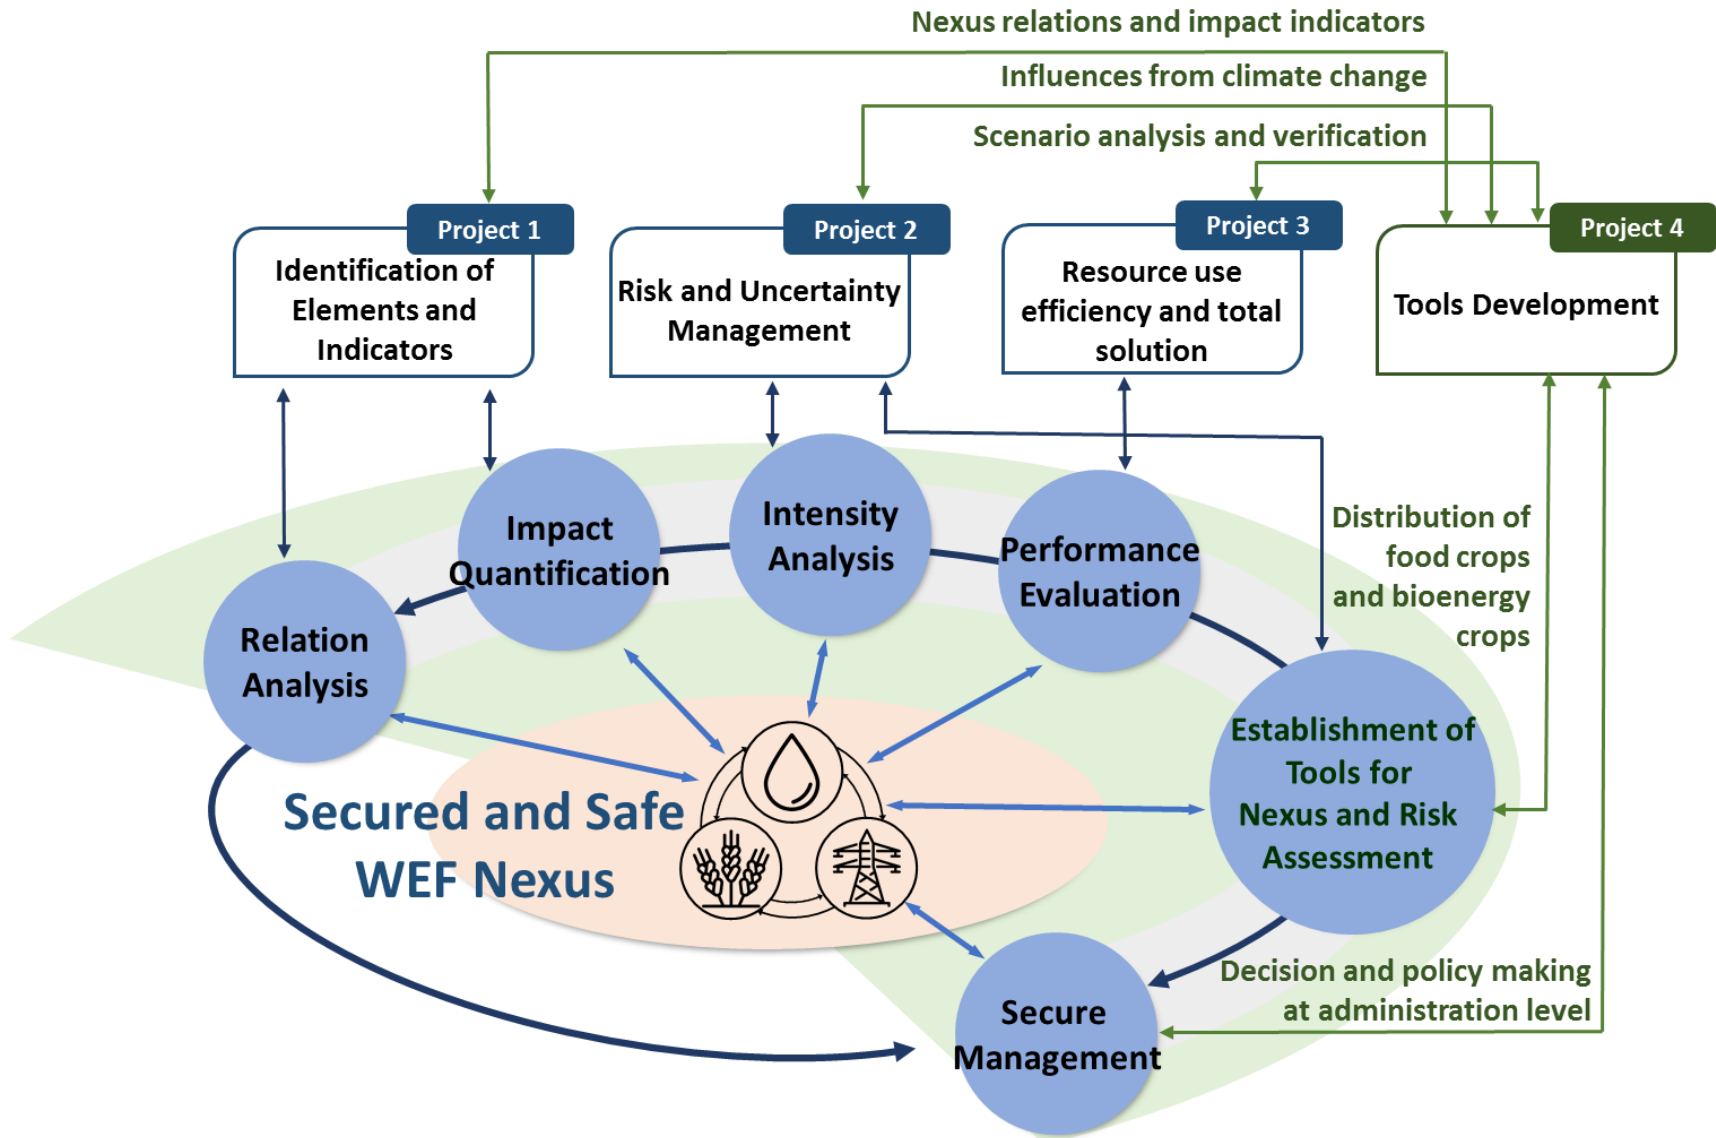 Nexus relations and impact indicators
Influences from climate change
Scenario analysis and verification
Project 1
Identification of
Elements and
Indicators
Project 2
Risk and Uncertainty
Management
Project 3
Resource use
efficiency and total
solution
Project 4
Tools Development
Relation
Analysis
Impact
Quantification
Intensity
Analysis
Performance
Evaluation
Distribution of
food crops
and bioenergy
crops
Establishment of
Tools for
Nexus and Risk
Assessment
Secured and Safe
WEF Nexus
Decision and policy making
at administration level
Secure
Management